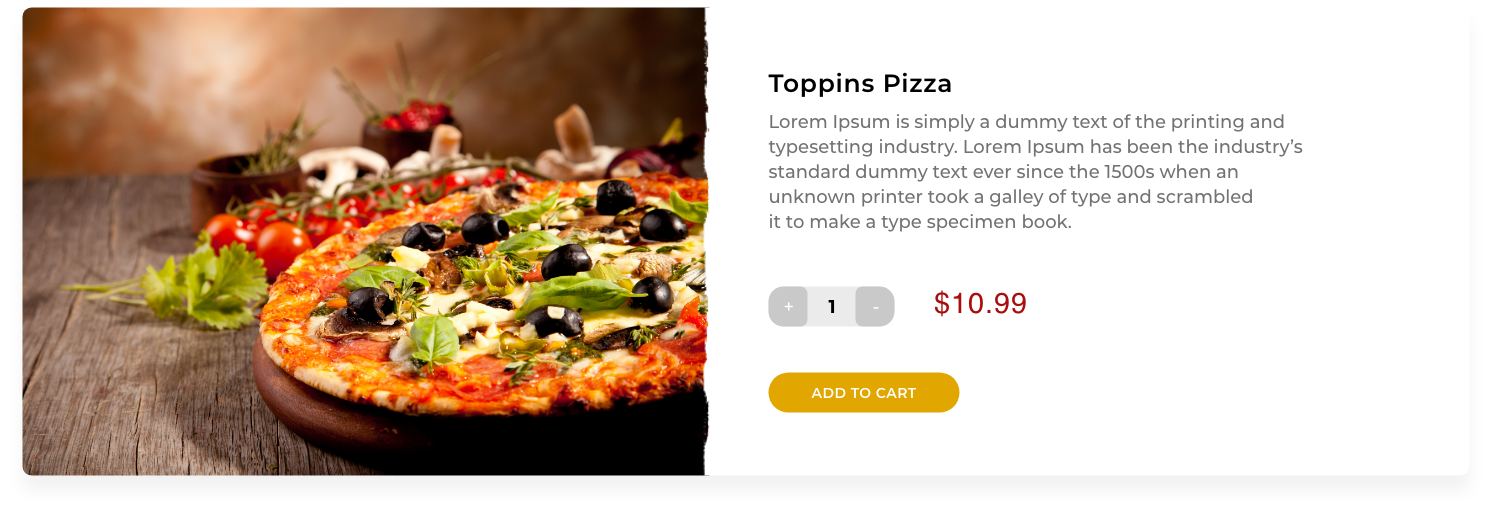 Toppins Pizza
Lorem Ipsum is simply a dummy text of the printing and
typesetting industry. Lorem Ipsum has been the industry’s
standard dummy text ever since the 1500s when an
unknown printer took a galley of type and scrambled
it to make a type specimen book.
+ 1 - $10.99
ADD TO CART